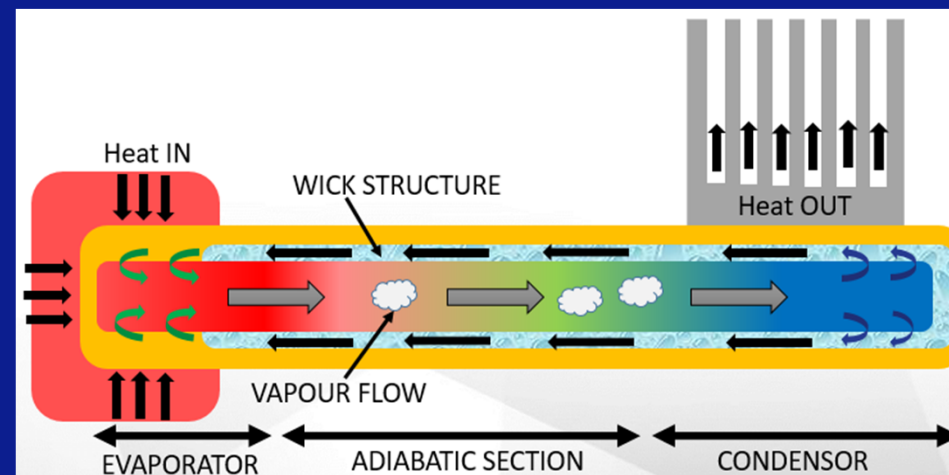 Heat IN
WICK STRUCTURE
Heat OUT
VAPOUR FLOW
EVAPORATOR
ADIABATIC SECTION
CONDENSOR